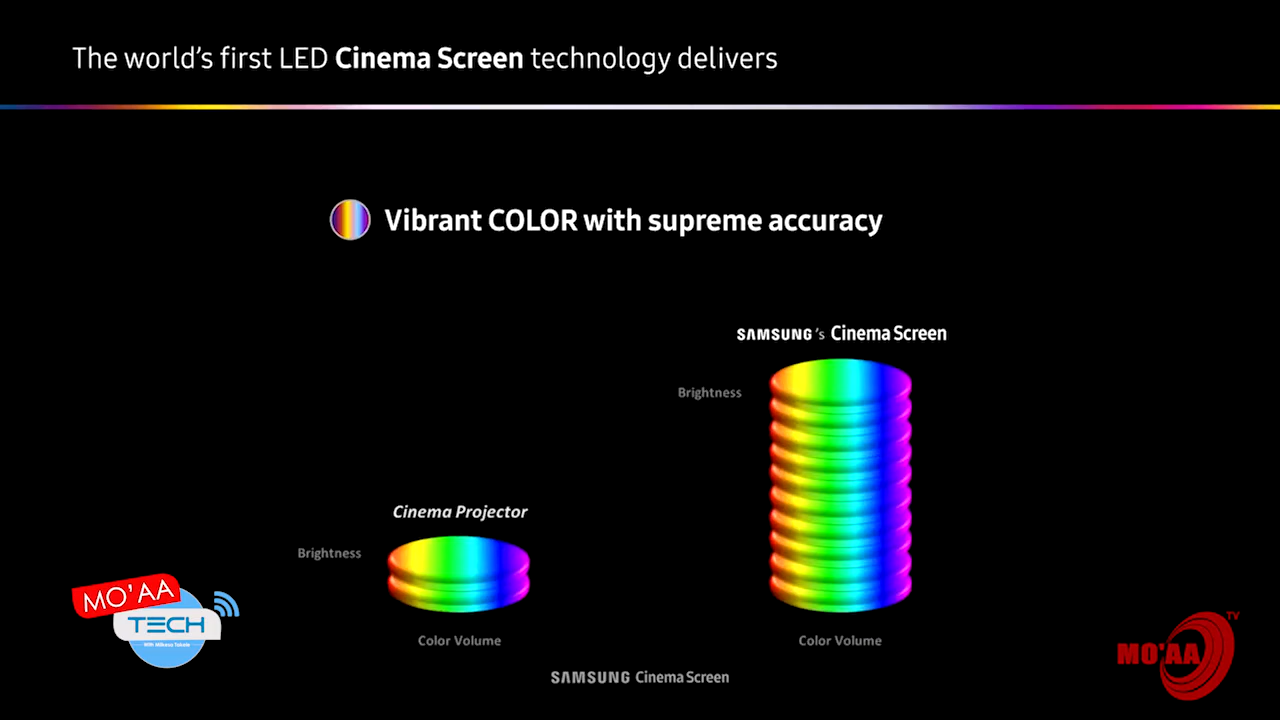 The world's first LED Cinema Screen technology delivers
Vibrant COLOR with supreme accuracy
SAMSUNG's Cinema Screen
Brightness
Cinema Projector
Brightness
MO'AA
TECH
Color Volume
Color Volume
MO'AA TV
SAMSUNG Cinema Screen